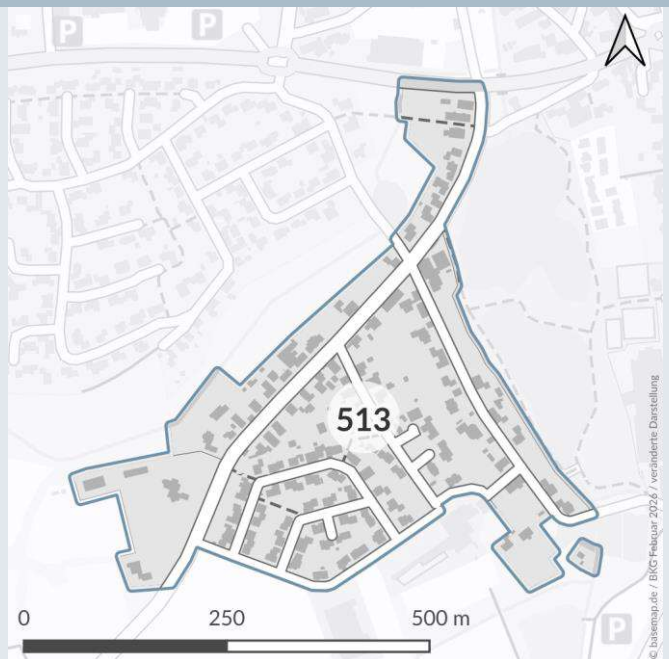 P
P
513
0
250
500 m
P
© basemap.de / BKG Februar 2026 / veränderte Darstellung